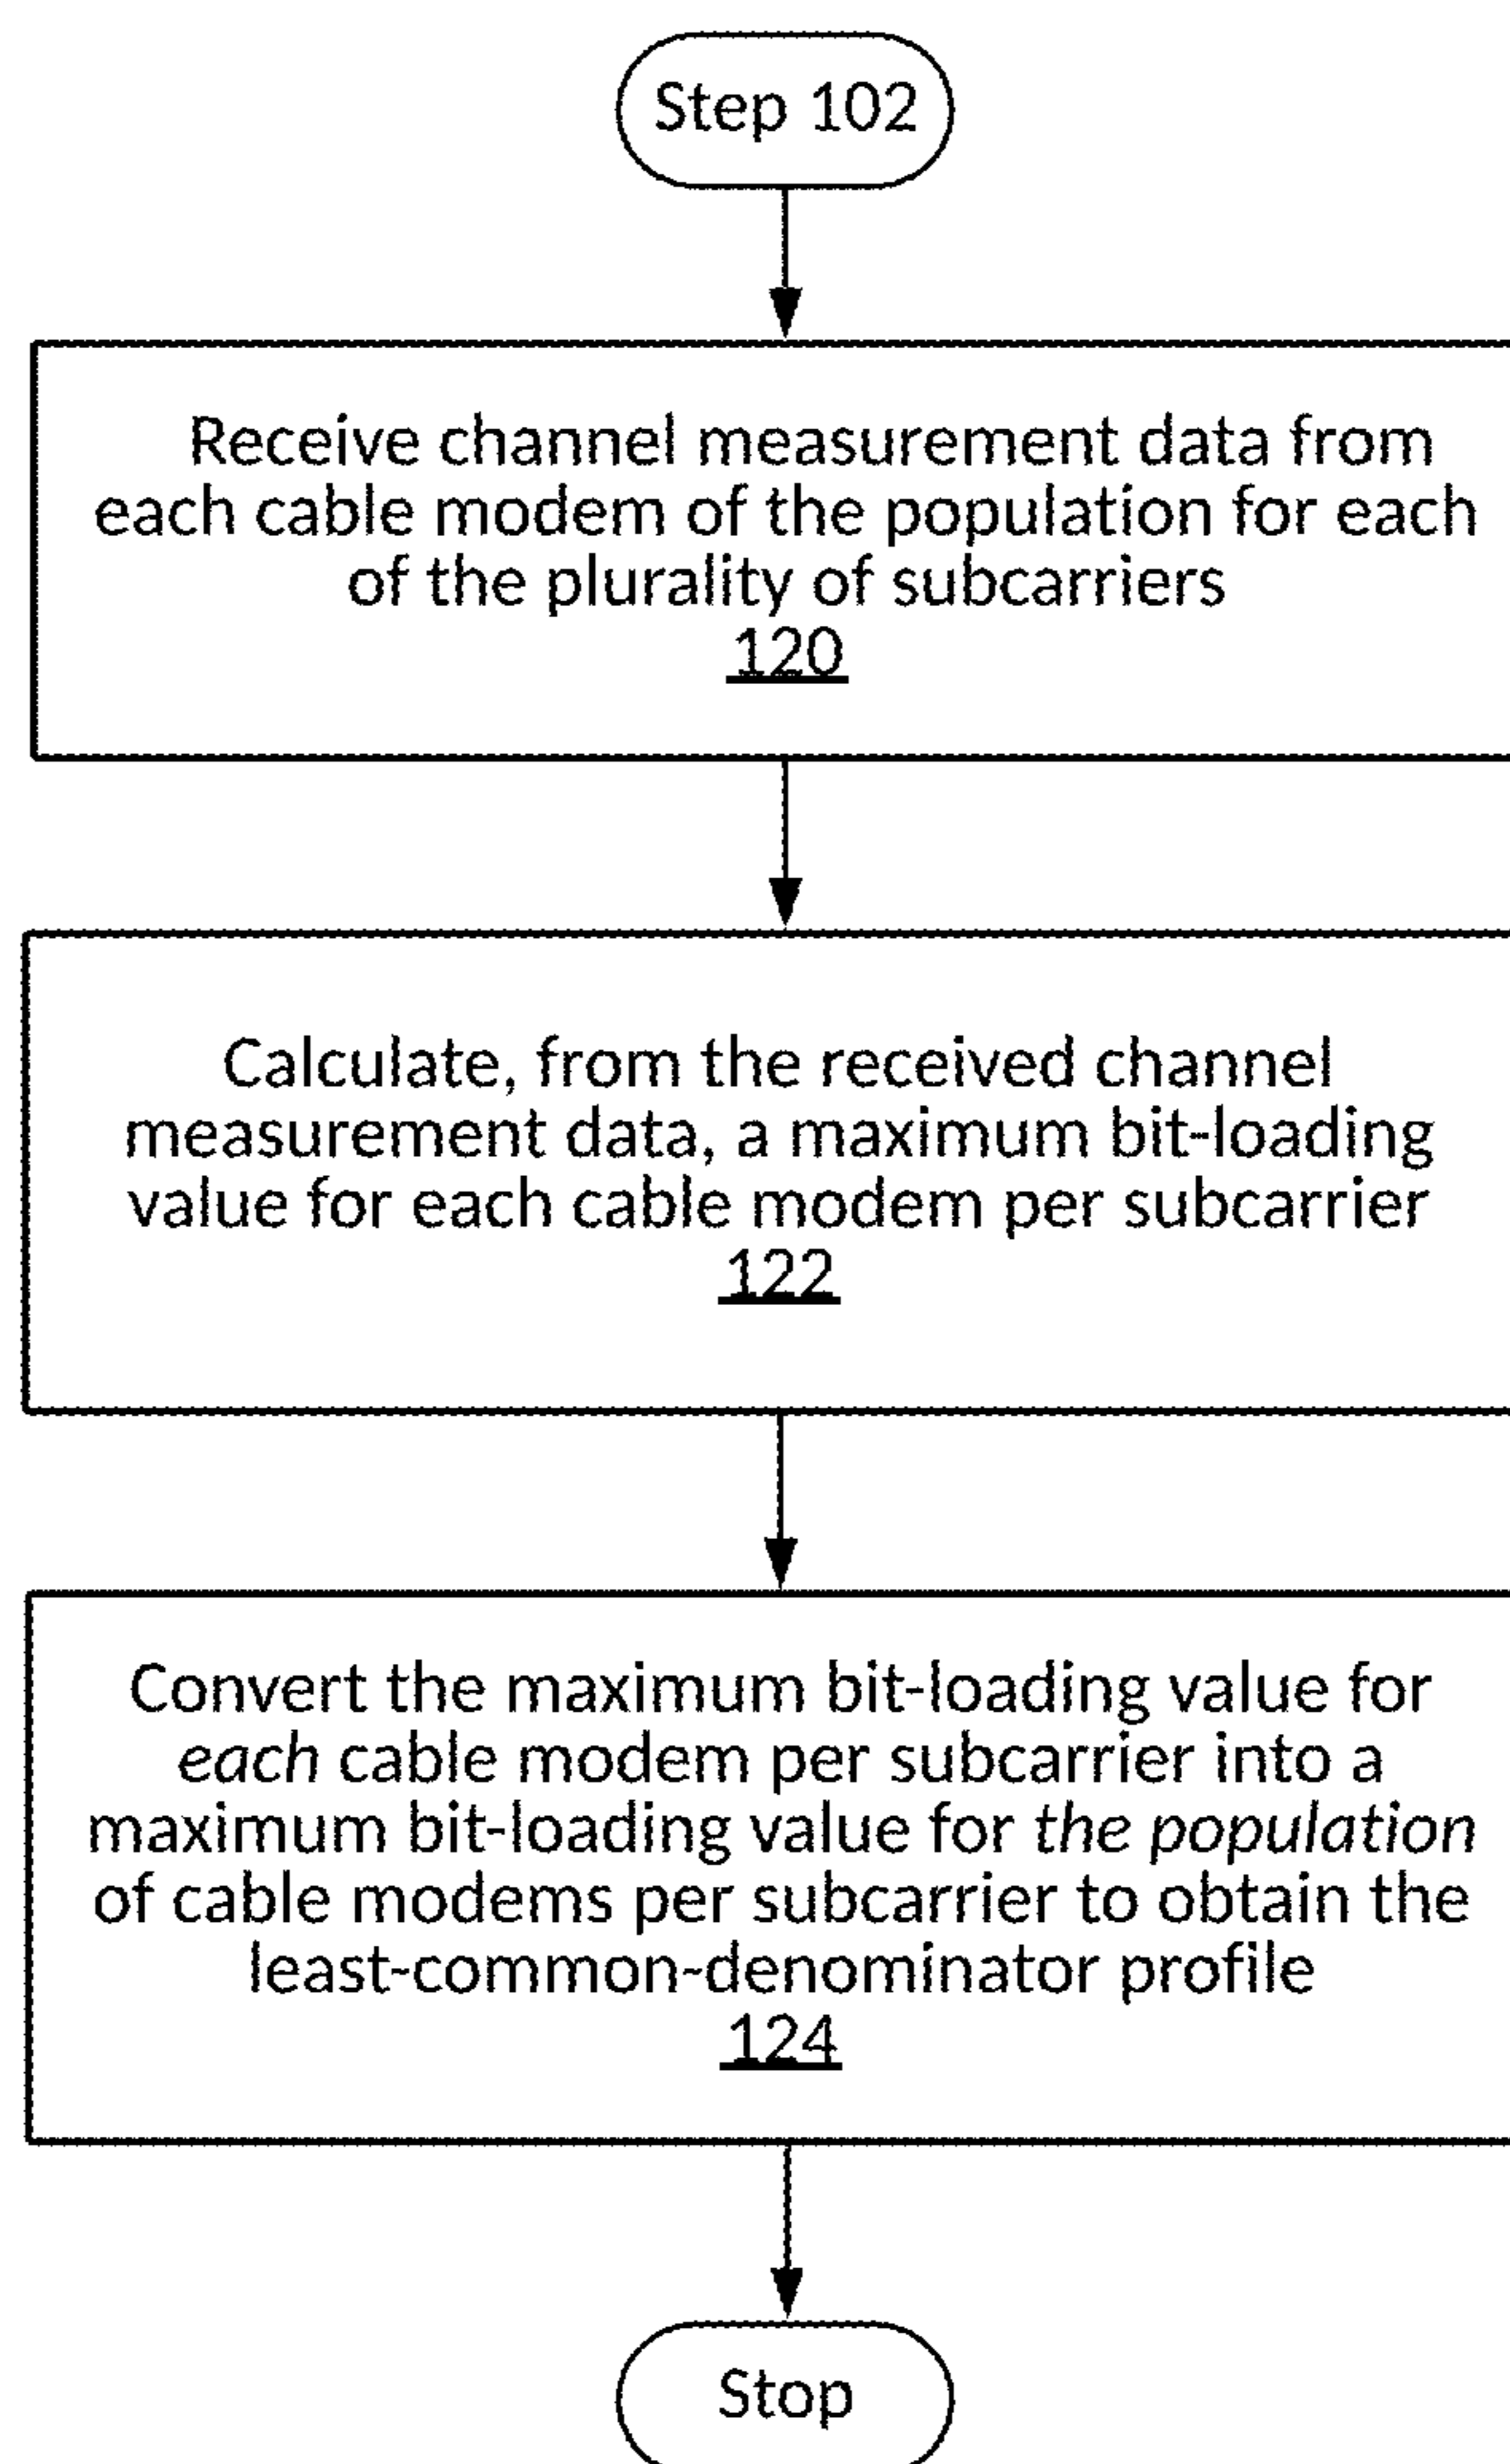 Step 102
Receive channel measurement data from
each cable modem of the population for each
of the plurality of subcarriers
120
Calculate, from the received channel
measurement data, a maximum bit-loading
value for each cable modem per subcarrier
122
Convert the maximum bit-loading value for
each cable modem per subcarrier into a
maximum bit-loading value for the population
of cable modems per subcarrier to obtain the
least-common-denominator profile
124
Stop